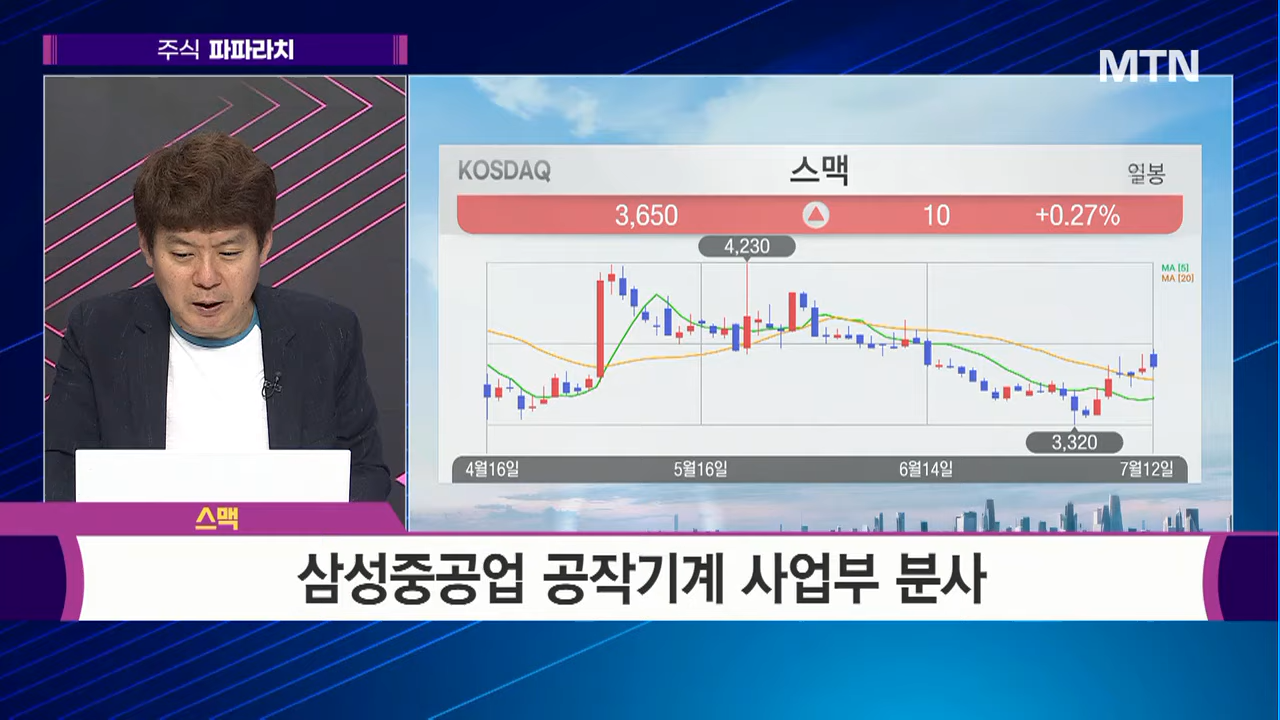 주식 파파라치
MTN
KOSDAQ 스맥 일봉
3,650 10 +0.27%
4,230
MA [5]
MA [20]
3,320
4월16일 5월16일 6월14일 7월12일
스맥
삼성중공업 공작기계 사업부 분사